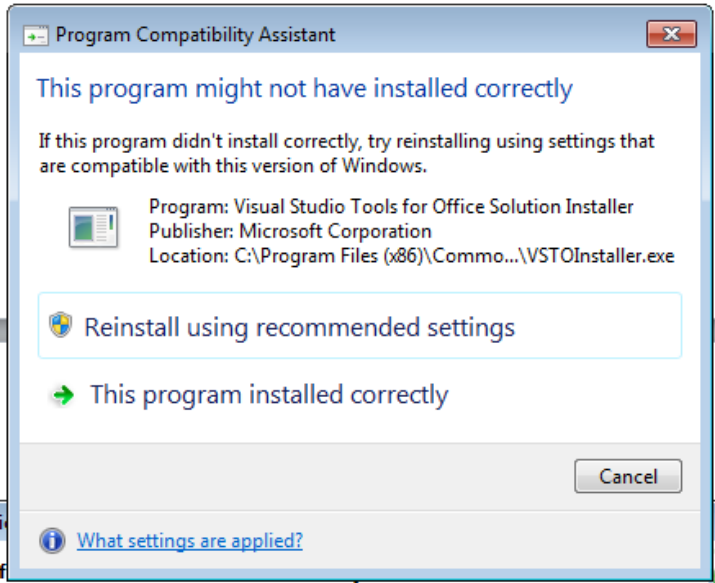 Program Compatibility Assistant
This program might not have installed correctly
If this program didn't install correctly, try reinstalling using settings that
are compatible with this version of Windows.
Program: Visual Studio Tools for Office Solution Installer
Publisher: Microsoft Corporation
Location: C:\Program Files (x86)\Commo...\VSTOInstaller.exe
Reinstall using recommended settings
This program installed correctly
Cancel
What settings are applied?